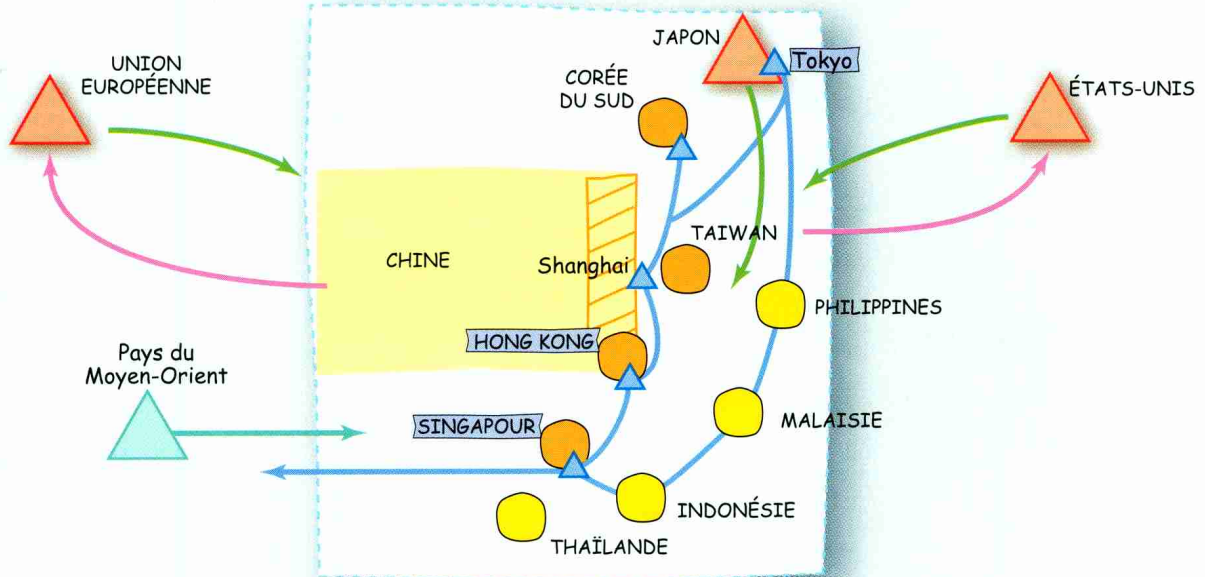 JAPON
Tokyo
UNION
EUROPÉENNE
CORÉE
DU SUD
ÉTATS-UNIS
TAIWAN
CHINE
Shanghai
PHILIPPINES
HONG KONG
Pays du
Moyen-Orient
MALAISIE
SINGAPOUR
INDONÉSIE
THAÏLANDE